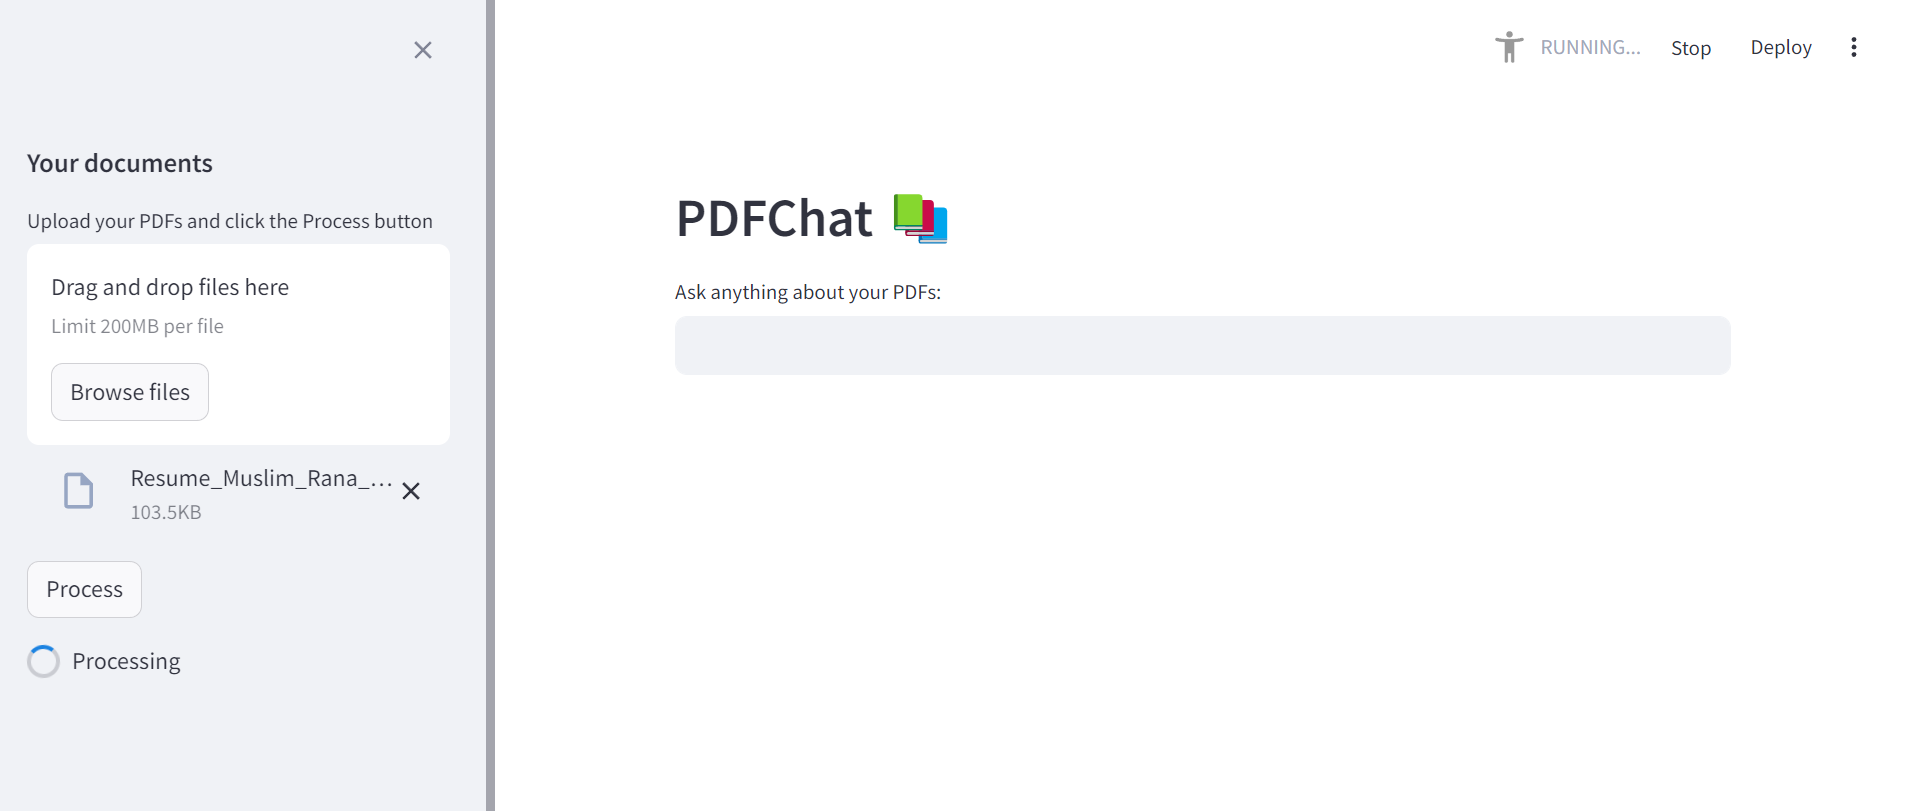 RUNNING...
Stop
Deploy
Your documents
Upload your PDFs and click the Process button
Drag and drop files here
Limit 200MB per file
Browse files
Resume_Muslim_Rana_...
103.5KB
Process
Processing
PDFChat
Ask anything about your PDFs: